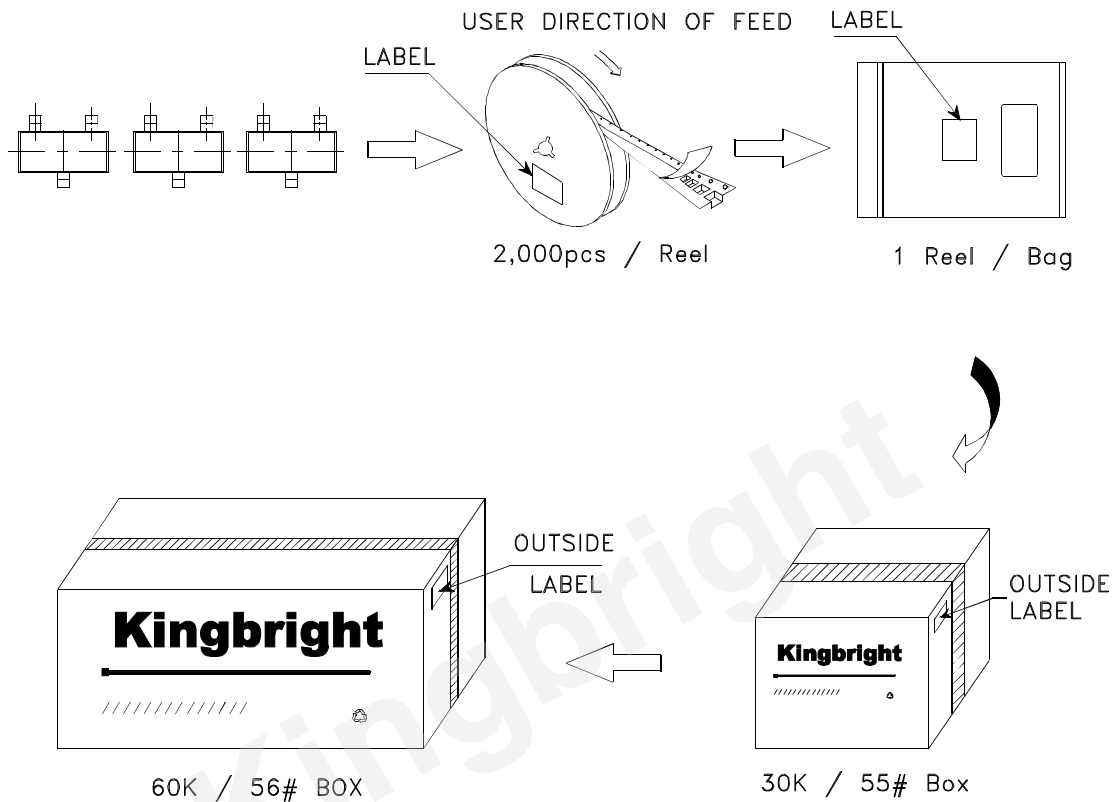 USER DIRECTION OF FEED
LABEL
LABEL
2,000pcs / Reel
1 Reel / Bag
OUTSIDE
LABEL
OUTSIDE
LABEL
Kingbright
Kingbright
60K / 56# BOX
30K / 55# Box
Kingbright